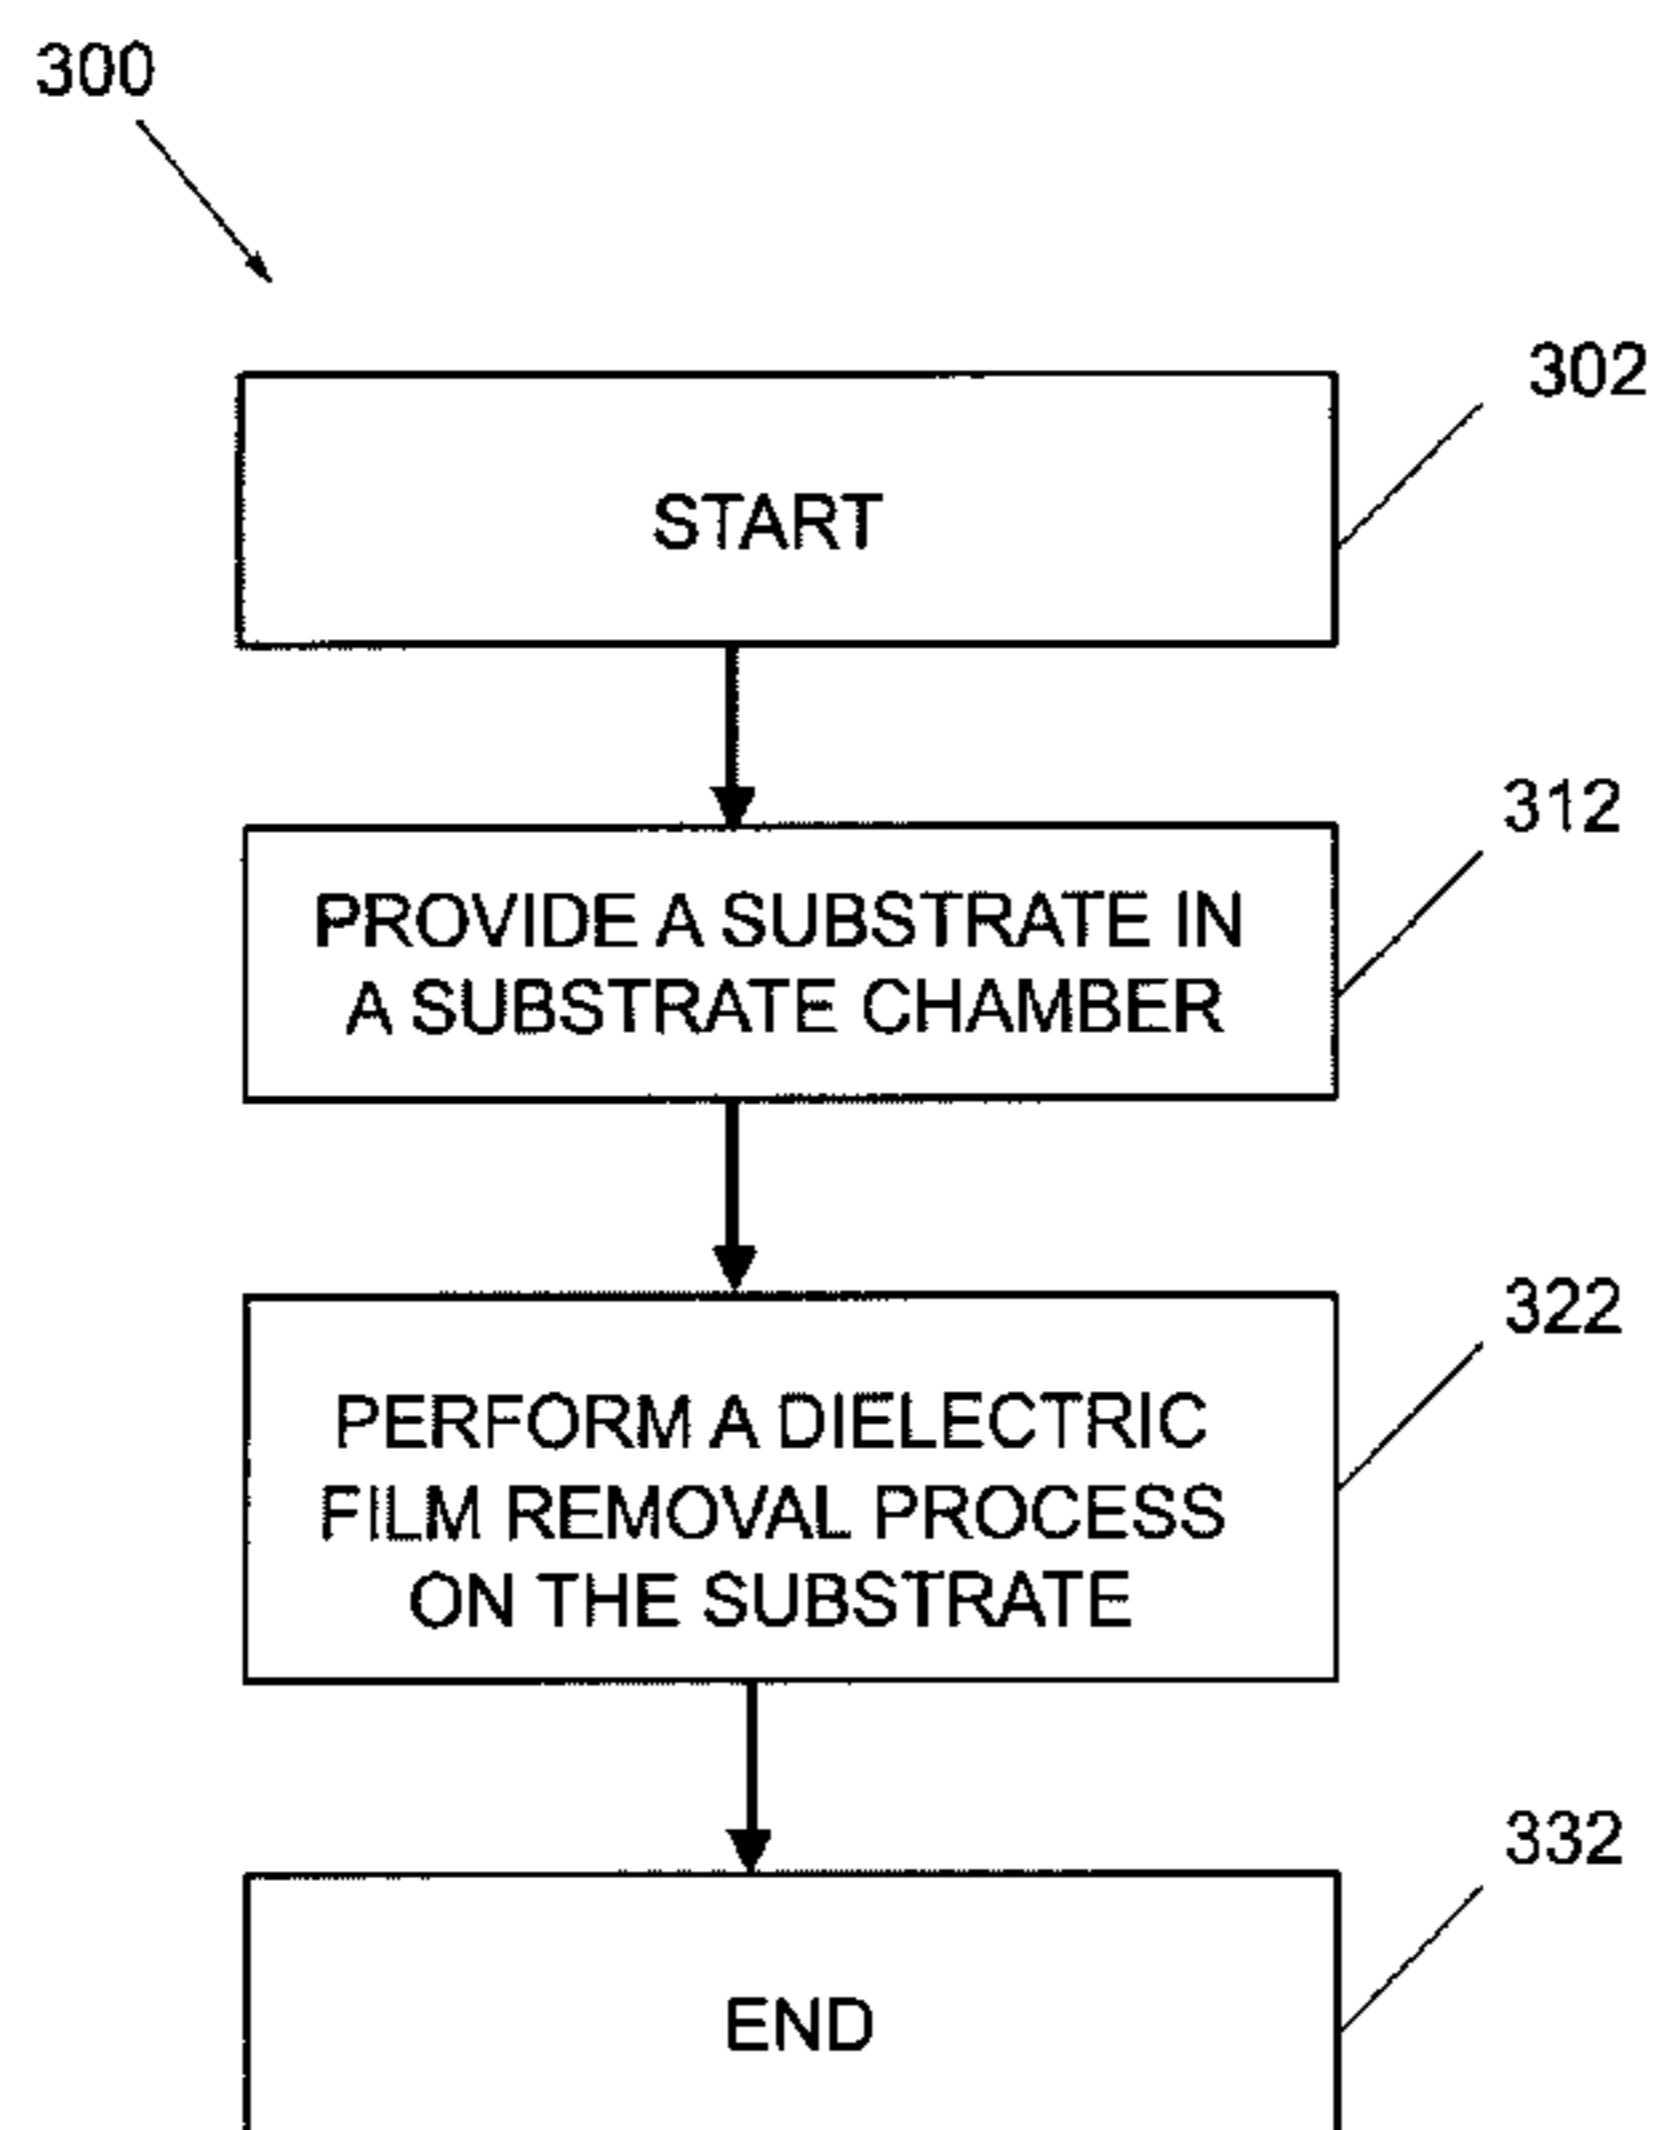 300
302
START
312
PROVIDE A SUBSTRATE IN
A SUBSTRATE CHAMBER
322
PERFORM A DIELECTRIC
FILM REMOVAL PROCESS
ON THE SUBSTRATE
332
END